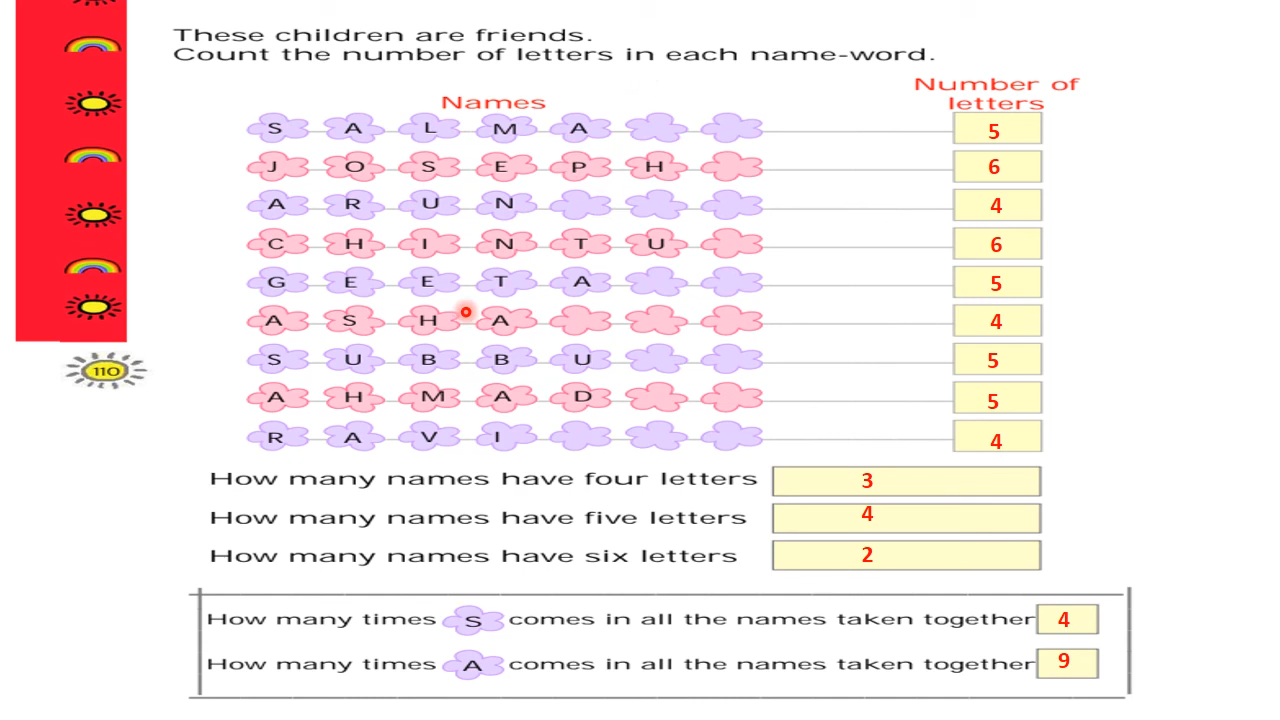 These children are friends.
Count the number of letters in each name-word.
Names
Number of
letters
S A L M A 5
J O S E P H 6
A R U N 4
C H I N T U 6
G E E T A 5
A S H A 4
S U B B U 5
A H M A D 5
R A V I 4
110
How many names have four letters 3
How many names have five letters 4
How many names have six letters 2
How many times S comes in all the names taken together 4
How many times A comes in all the names taken together 9